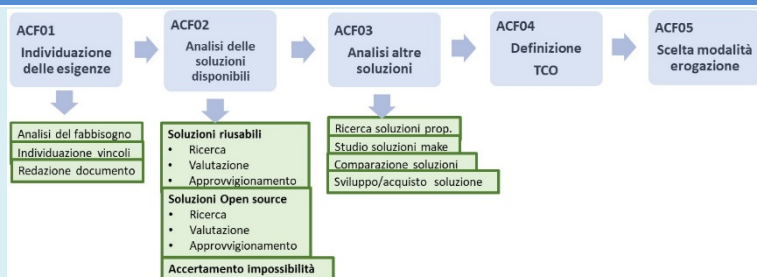 ACF01
Individuazione
delle esigenze
ACF02
Analisi delle
soluzioni
disponibili
ACF03
Analisi altre
soluzioni
ACF04
Definizione
TCO
ACF05
Scelta modalità
erogazione
Analisi del fabbisogno
Individuazione vincoli
Redazione documento
Soluzioni riusabili
• Ricerca
• Valutazione
• Approvvigionamento
Soluzioni Open source
• Ricerca
• Valutazione
• Approvvigionamento
Accertamento impossibilità
Ricerca soluzioni prop.
Studio soluzioni make
Comparazione soluzioni
Sviluppo/acquisto soluzione